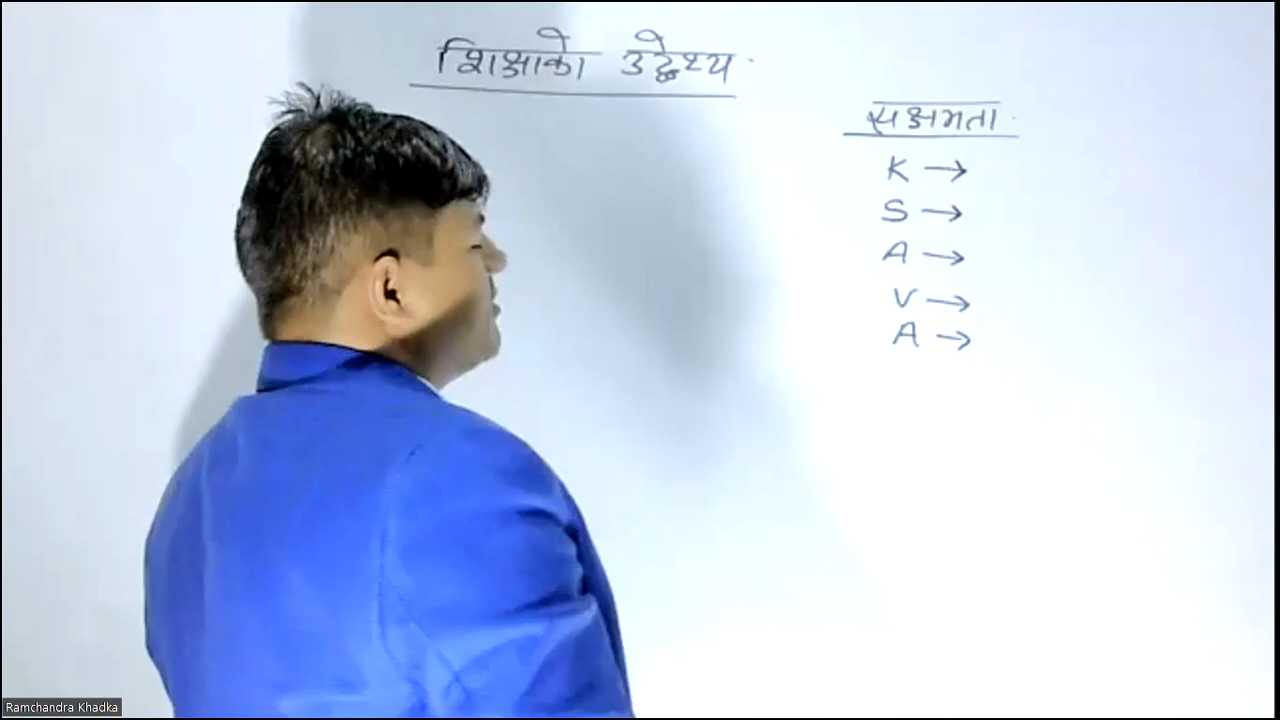 शिक्षाको उद्देश्य
सक्षमता
K →
S →
A →
V →
A →
Ramchandra Khadka